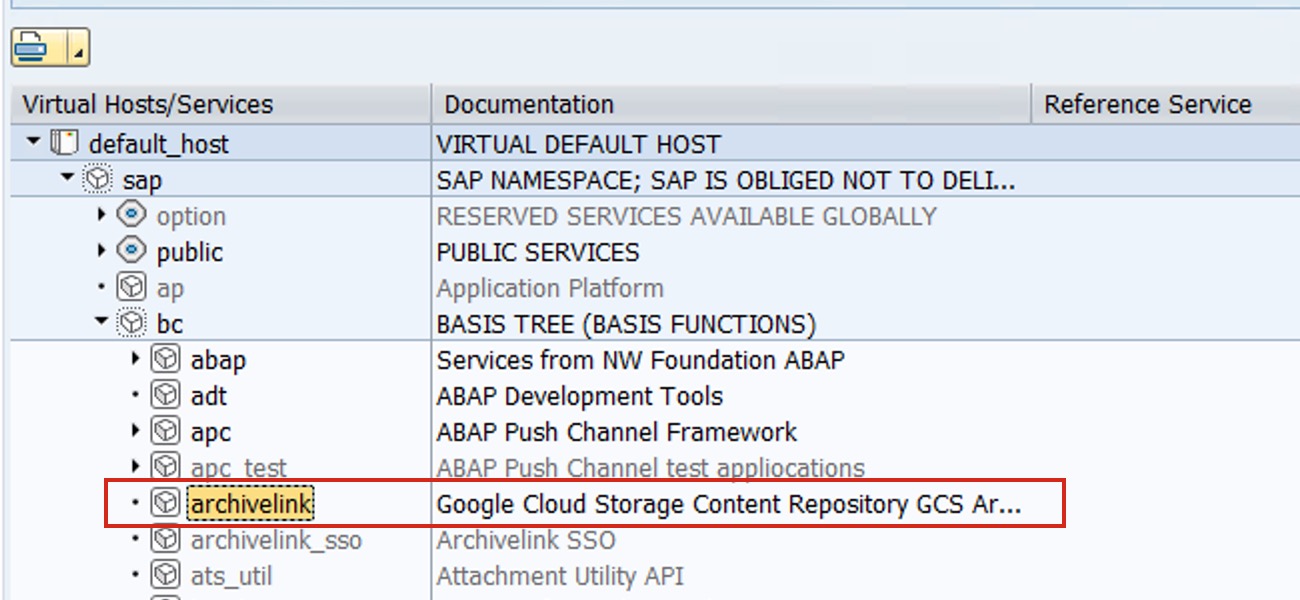 Virtual Hosts/Services Documentation Reference Service
default_host VIRTUAL DEFAULT HOST
sap SAP NAMESPACE; SAP IS OBLIGED NOT TO DELI...
option RESERVED SERVICES AVAILABLE GLOBALLY
public PUBLIC SERVICES
ap Application Platform
bc BASIS TREE (BASIS FUNCTIONS)
abap Services from NW Foundation ABAP
adt ABAP Development Tools
apc ABAP Push Channel Framework
apc_test ABAP Push Channel test appliocations
archivelink Google Cloud Storage Content Repository GCS Ar...
archivelink_sso Archivelink SSO
ats_util Attachment Utility API